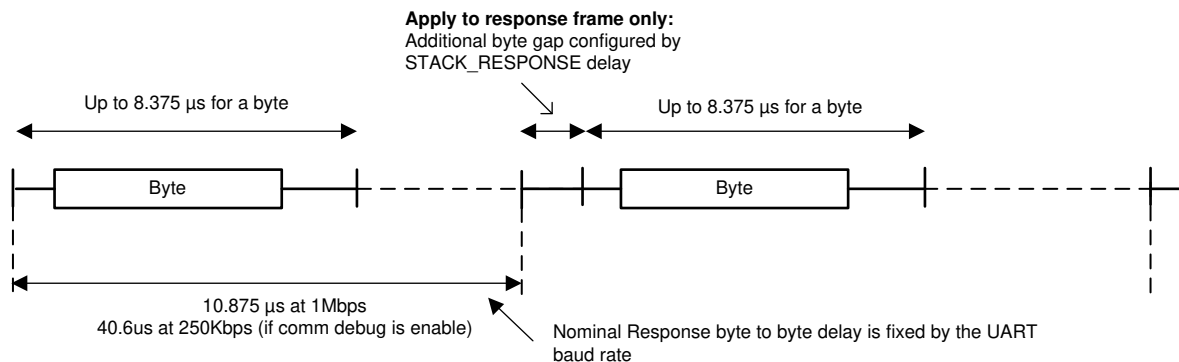 Apply to response frame only:
Additional byte gap configured by
STACK_RESPONSE delay
Up to 8.375 µs for a byte
Up to 8.375 µs for a byte
Byte
Byte
10.875 µs at 1Mbps
40.6us at 250Kbps (if comm debug is enable)
Nominal Response byte to byte delay is fixed by the UART
baud rate